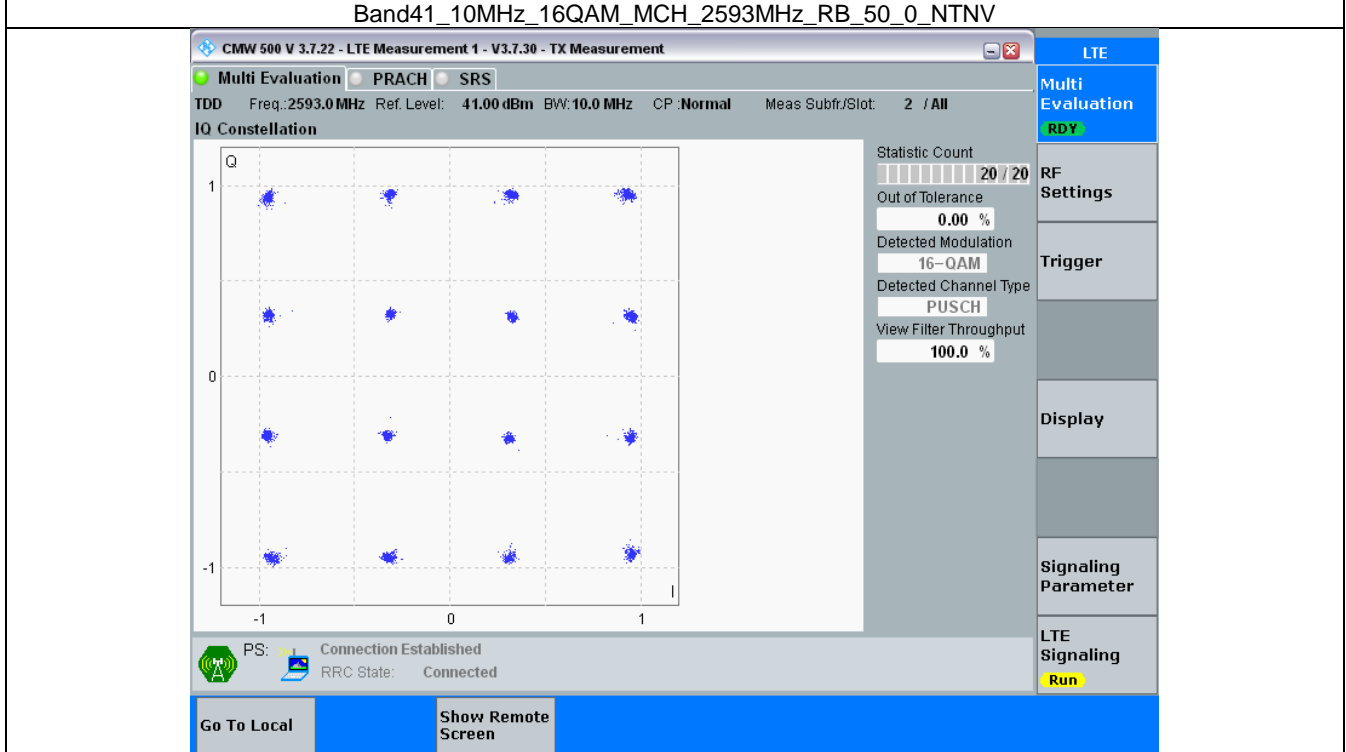 Band41_10MHz_16QAM_MCH_2593MHz_RB_50_0_NTNV
CMW 500 V 3.7.22 - LTE Measurement 1 - V3.7.30 - TX Measurement
LTE
Multi Evaluation PRACH SRS
TDD Freq.:2593.0 MHz Ref. Level: 41.00 dBm BW:10.0 MHz CP :Normal Meas Subfr./Slot: 2 / All
IQ Constellation
Q
1
0
-1
I
-1 0 1
Statistic Count
20 / 20
Out of Tolerance
0.00 %
Detected Modulation
16-QAM
Detected Channel Type
PUSCH
View Filter Throughput
100.0 %
Multi
Evaluation
RDY
RF
Settings
Trigger
Display
Signaling
Parameter
LTE
Signaling
Run
PS: Connection Established
RRC State: Connected
Go To Local
Show Remote
Screen